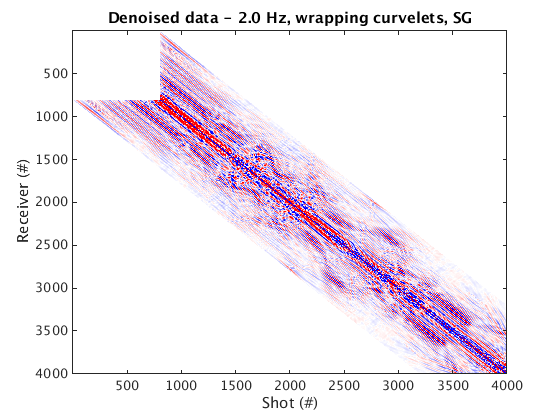 Denoised data - 2.0 Hz, wrapping curvelets, SG
Receiver (#)
500
1000
1500
2000
2500
3000
3500
4000
500 1000 1500 2000 2500 3000 3500 4000
Shot (#)